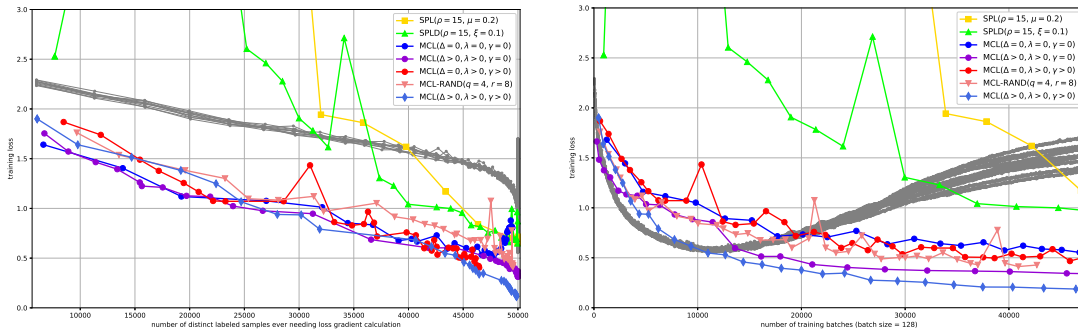 3.0
2.5
2.0
1.5
1.0
0.5
0.0
training loss
10000 15000 20000 25000 30000 35000 40000 45000 50000
number of distinct labeled samples ever needing loss gradient calculation
SPL(ρ = 15, μ = 0.2)
SPLD(ρ = 15, ξ = 0.1)
MCL(Δ = 0, λ = 0, γ = 0)
MCL(Δ > 0, λ > 0, γ = 0)
MCL(Δ = 0, λ > 0, γ > 0)
MCL-RAND(q = 4, r = 8)
MCL(Δ > 0, λ > 0, γ > 0)
3.0
2.5
2.0
1.5
1.0
0.5
0.0
training loss
0 10000 20000 30000 40000
number of training batches (batch size = 128)
SPL(ρ = 15, μ = 0.2)
SPLD(ρ = 15, ξ = 0.1)
MCL(Δ = 0, λ = 0, γ = 0)
MCL(Δ > 0, λ > 0, γ = 0)
MCL(Δ = 0, λ > 0, γ > 0)
MCL-RAND(q = 4, r = 8)
MCL(Δ > 0, λ > 0, γ > 0)